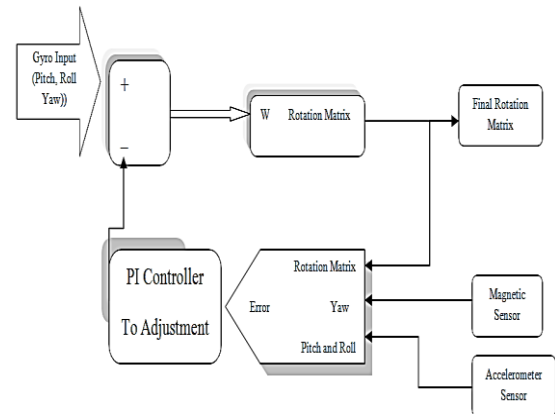 Gyro Input
(Pitch, Roll
Yaw))
+
–
W Rotation Matrix
Final Rotation
Matrix
PI Controller
To Adjustment
Error
Rotation Matrix
Yaw
Pitch and Roll
Magnetic
Sensor
Accelerometer
Sensor